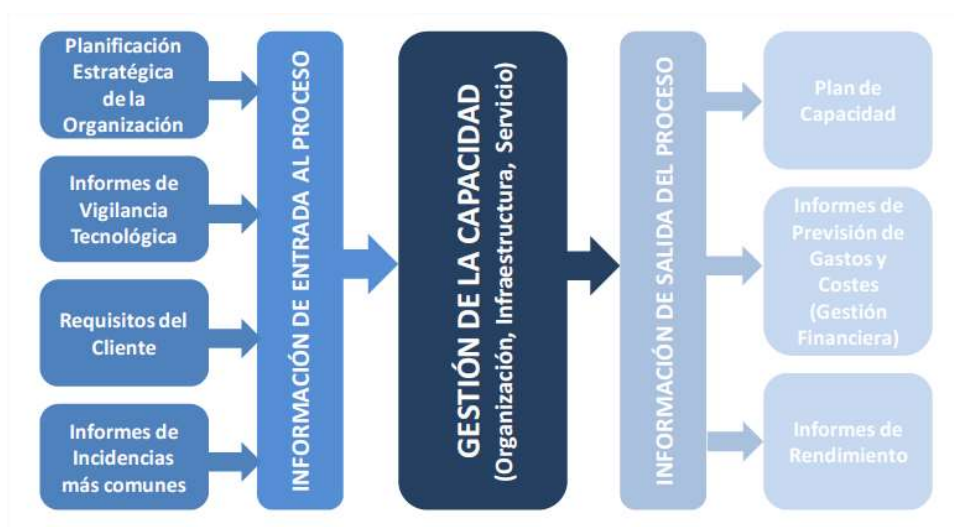 Planificación
Estratégica
de la
Organización
Informes de
Vigilancia
Tecnológica
Requisitos del
Cliente
Informes de
Incidencias
más comunes
INFORMACIÓN DE ENTRADA AL PROCESO
GESTIÓN DE LA CAPACIDAD
(Organización, Infraestructura, Servicio)
INFORMACIÓN DE SALIDA DEL PROCESO
Plan de
Capacidad
Informes de
Previsión de
Gastos y
Costes
(Gestión
Financiera)
Informes de
Rendimiento